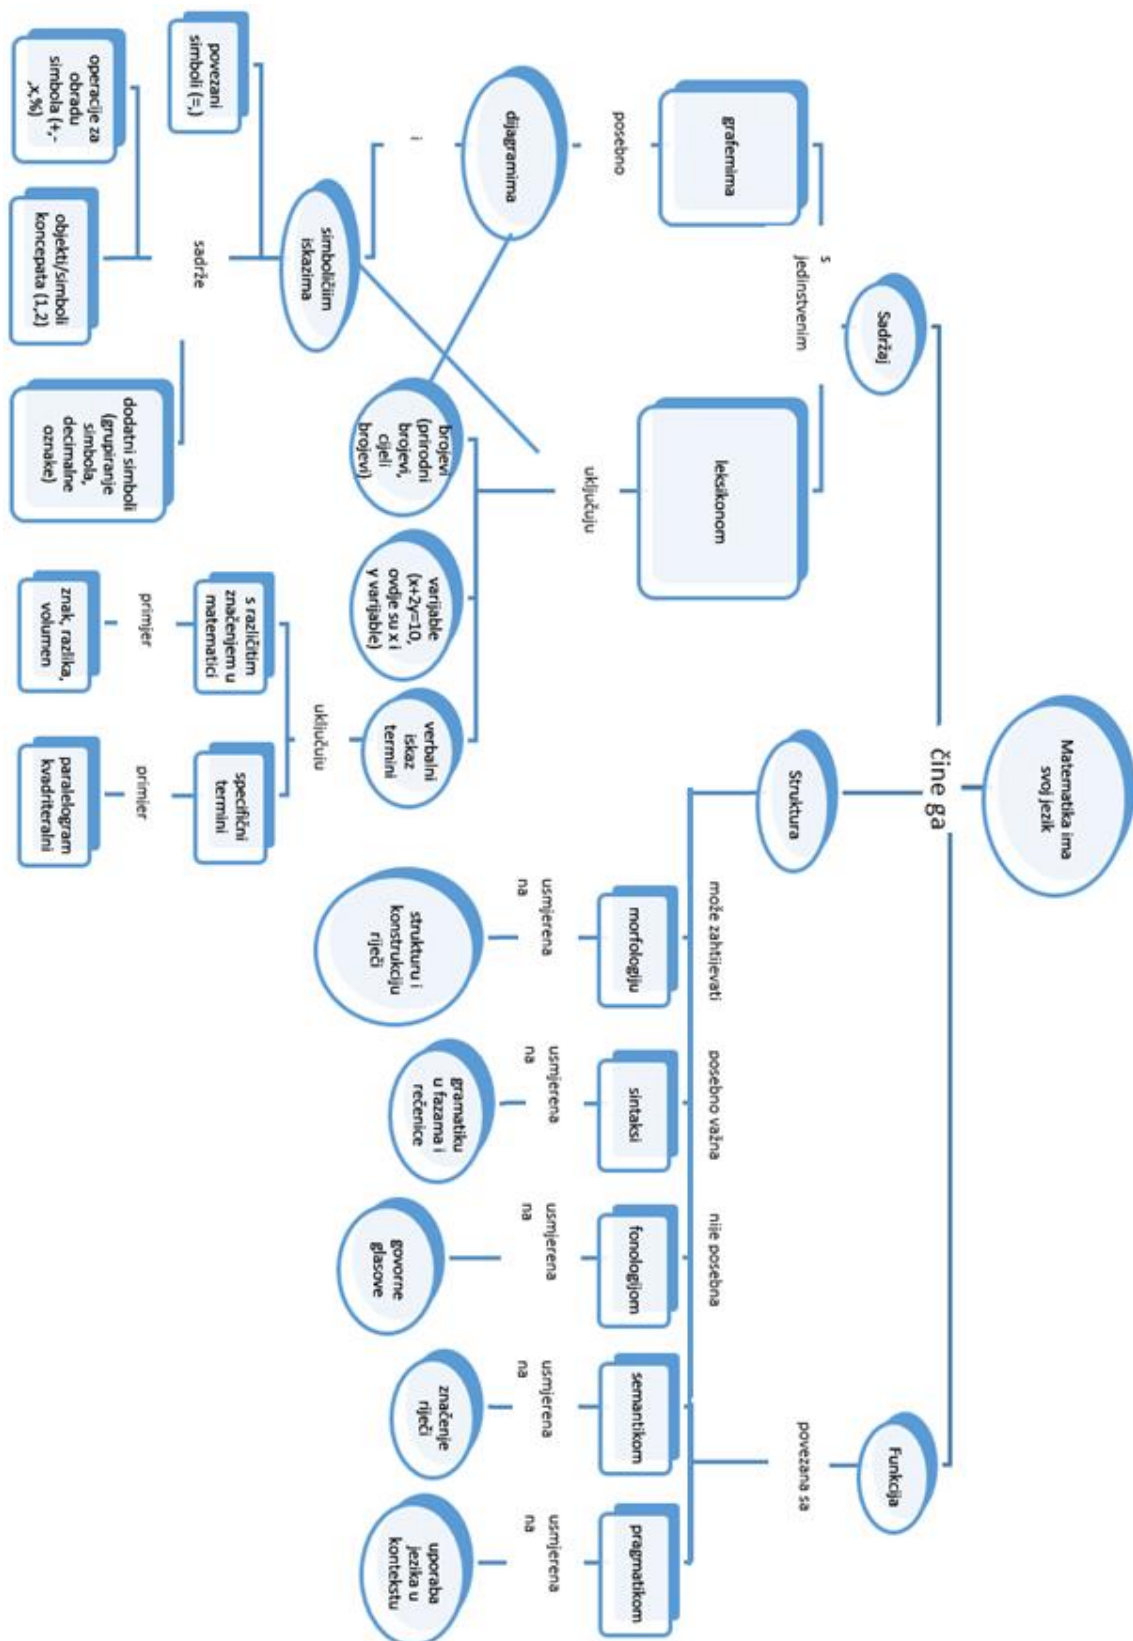 Matematika ima
svoj jezik
čine ga
Sadržaj
Struktura
Funkcija
s
jedinstvenim
može zahtijevati
posebno važna
nije posebna
povezana sa
grafemima
leksikonom
morfologiju
sintaksi
fonologijom
semantikom
pragmatikom
posebno
uključuju
usmjerena
na
usmjerena
na
usmjerena
na
usmjerena
na
usmjerena
na
dijagramima
brojevi
(prirodni
brojevi,
cijeli
brojevi)
varijable
(x+2y=10,
ovdje su x i
y varijable)
verbalni
iskaz
termini
strukturu i
konstrukciju
riječi
gramatiku
u fazama i
rečenice
govorne
glasove
značenje
riječi
uporaba
jezika u
kontekstu
i
simboličim
iskazima
uključuju
povezani
simboli (=,)
sadrže
s različitim
značenjem u
matematici
specifični
termini
primjer
primjer
operacije za
obradu
simbola (+,-
,x,%)
objekti/simboli
koncepata (1,2)
dodatni simboli
(grupiranje
simbola,
decimalne
oznake)
znak, razlika,
volumen
paralelogram
kvadriteralni